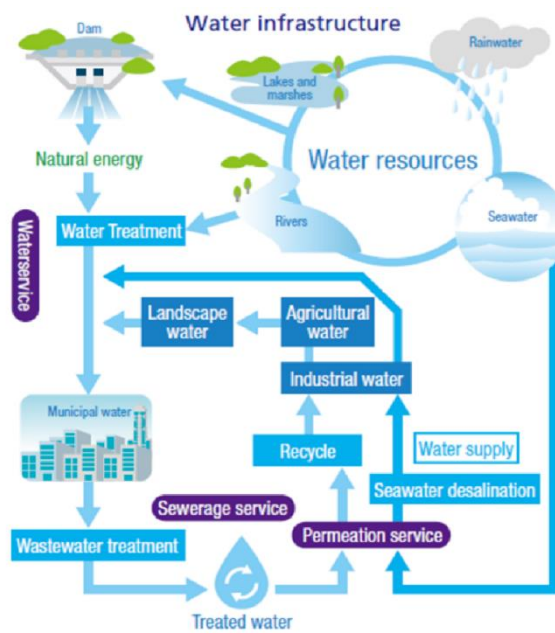 Water infrastructure
Dam
Rainwater
Lakes and
marshes
Natural energy
Water resources
Waterservice
Water Treatment
Rivers
Seawater
Landscape
water
Agricultural
water
Industrial water
Municipal water
Recycle
Water supply
Seawater desalination
Sewerage service
Permeation service
Wastewater treatment
Treated water